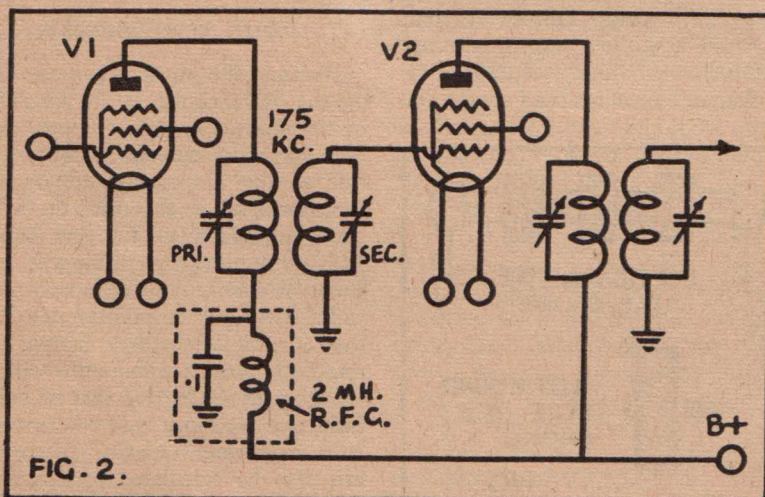 V1
V2
175
KC.
PRI.
SEC.
.1
2 MH.
R.F.C.
B+
FIG. 2.